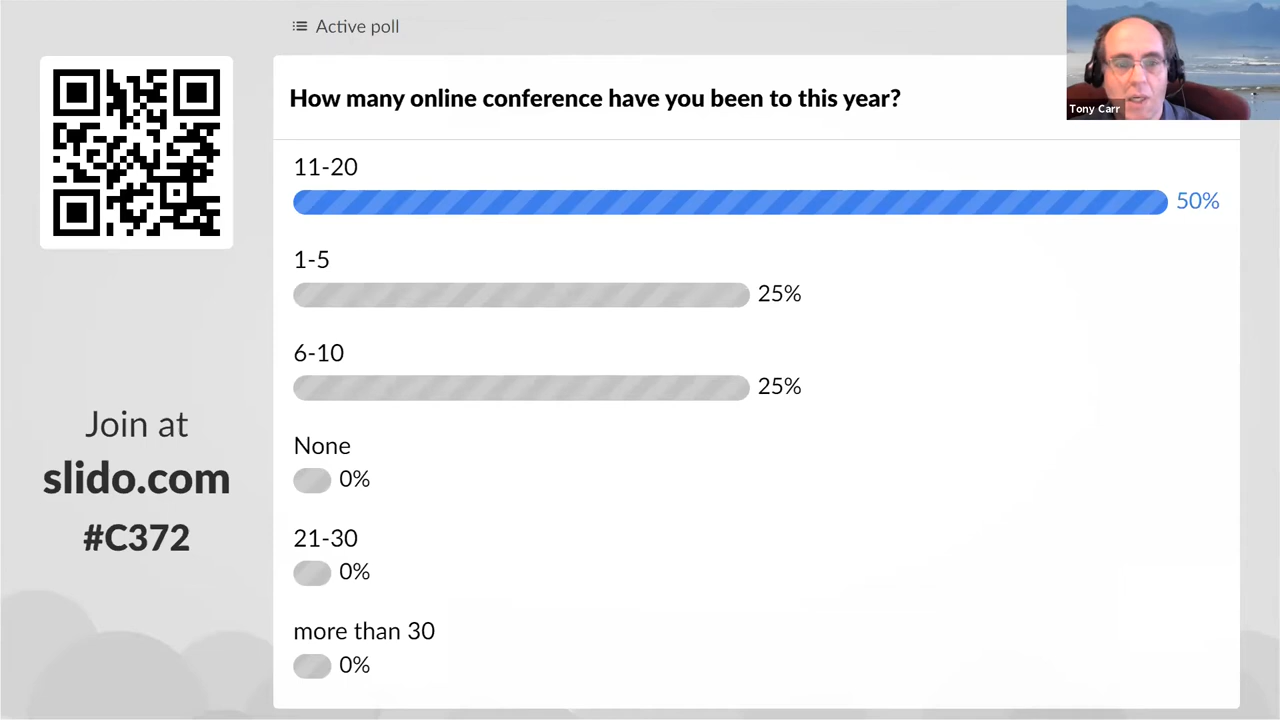 Active poll
How many online conference have you been to this year?
Tony Carr
11-20
50%
1-5
25%
6-10
25%
None
0%
21-30
0%
more than 30
0%
Join at
slido.com
#C372